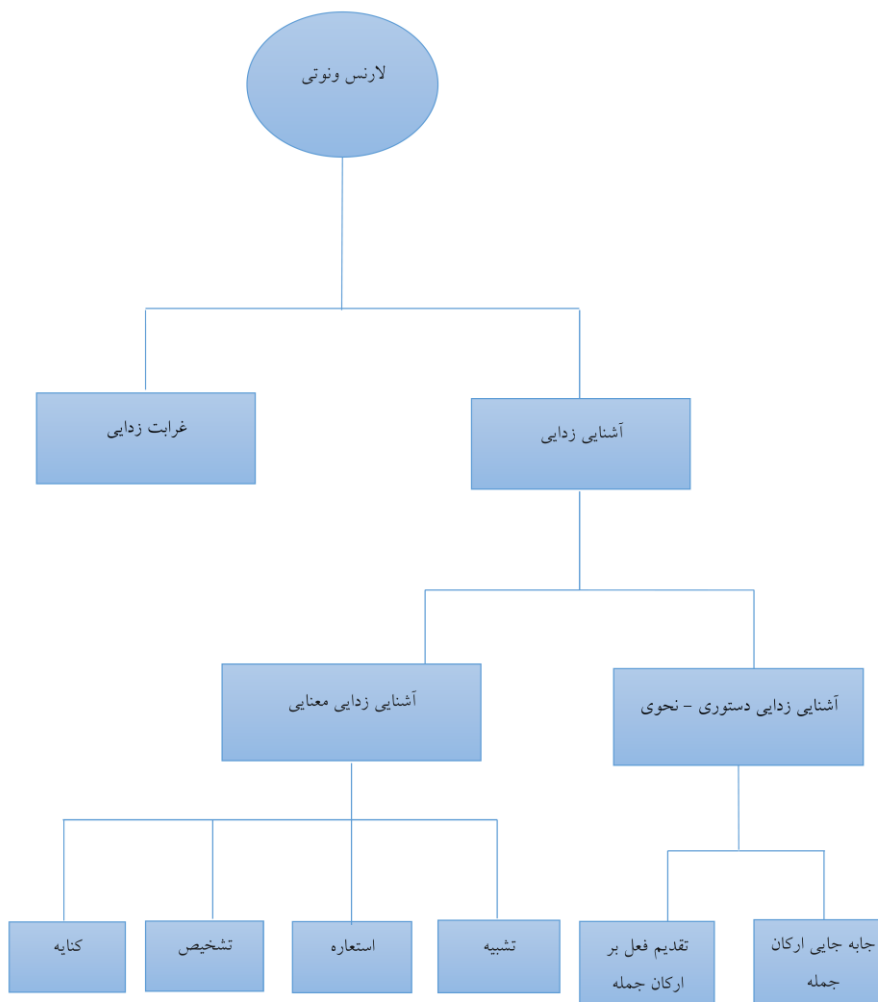 لارنس ونوتی
آشنایی زدایی
غرابت زدایی
آشنایی زدایی دستوری – نحوی
آشنایی زدایی معنایی
جابه جایی ارکان
جمله
تقدیم فعل بر
ارکان جمله
تشبیه
استعاره
تشخیص
کنایه